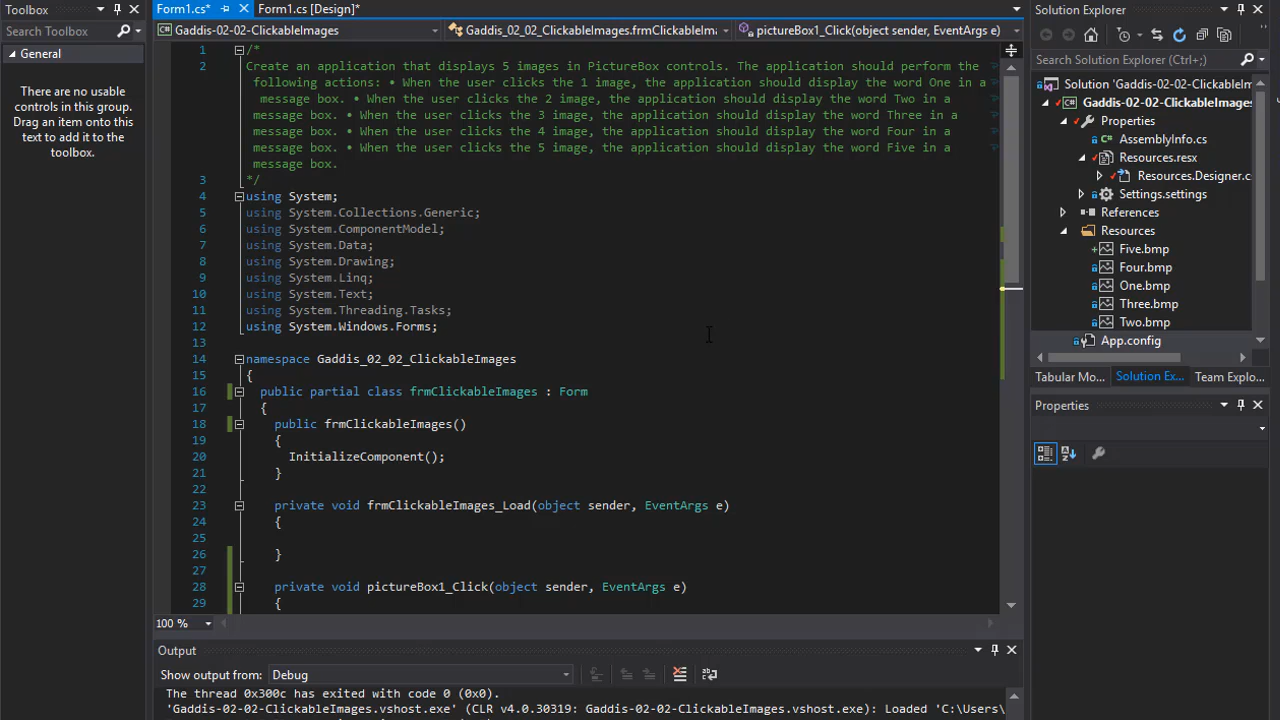 Toolbox
Form1.cs*
Form1.cs [Design]*
Solution Explorer
Search Toolbox
Gaddis-02-02-ClickableImages
Gaddis_02_02_ClickableImages.frmClickableIma
pictureBox1_Click(object sender, EventArgs e)
General
There are no usable
controls in this group.
Drag an item onto this
text to add it to the
toolbox.
Search Solution Explorer (Ctrl+;)
Solution 'Gaddis-02-02-ClickableIm
Gaddis-02-02-ClickableImages
Properties
AssemblyInfo.cs
Resources.resx
Resources.Designer.c
Settings.settings
References
Resources
Five.bmp
Four.bmp
One.bmp
Three.bmp
Two.bmp
App.config
Tabular Mo...
Solution Ex...
Team Explo...
Properties
1 /*
2 Create an application that displays 5 images in PictureBox controls. The application should perform the
following actions: • When the user clicks the 1 image, the application should display the word One in a
message box. • When the user clicks the 2 image, the application should display the word Two in a
message box. • When the user clicks the 3 image, the application should display the word Three in a
message box. • When the user clicks the 4 image, the application should display the word Four in a
message box. • When the user clicks the 5 image, the application should display the word Five in a
message box.
3 */
4 using System;
5 using System.Collections.Generic;
6 using System.ComponentModel;
7 using System.Data;
8 using System.Drawing;
9 using System.Linq;
10 using System.Text;
11 using System.Threading.Tasks;
12 using System.Windows.Forms;
13
14 namespace Gaddis_02_02_ClickableImages
15 {
16 public partial class frmClickableImages : Form
17 {
18 public frmClickableImages()
19 {
20 InitializeComponent();
21 }
22
23 private void frmClickableImages_Load(object sender, EventArgs e)
24 {
25
26 }
27
28 private void pictureBox1_Click(object sender, EventArgs e)
29 {
100 %
Output
Show output from: Debug
The thread 0x300c has exited with code 0 (0x0).
'Gaddis-02-02-ClickableImages.vshost.exe' (CLR v4.0.30319: Gaddis-02-02-ClickableImages.vshost.exe): Loaded 'C:\Users\